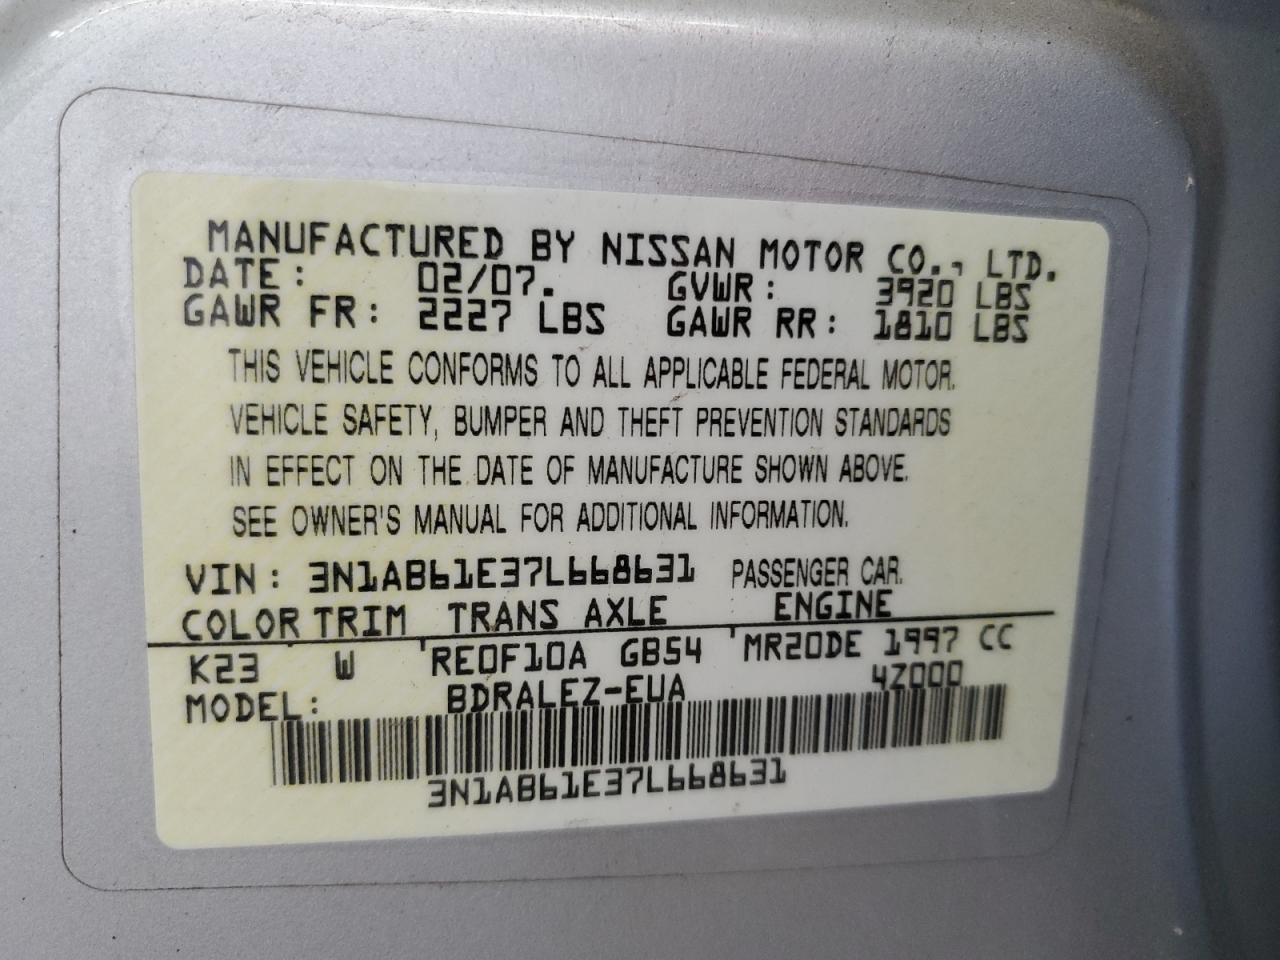 MANUFACTURED BY NISSAN MOTOR CO., LTD.
DATE: 02/07. GVWR: 3920 LBS
GAWR FR: 2227 LBS GAWR RR: 1810 LBS
THIS VEHICLE CONFORMS TO ALL APPLICABLE FEDERAL MOTOR.
VEHICLE SAFETY, BUMPER AND THEFT PREVENTION STANDARDS
IN EFFECT ON THE DATE OF MANUFACTURE SHOWN ABOVE.
SEE OWNER'S MANUAL FOR ADDITIONAL INFORMATION.
VIN: 3N1AB61E37L668631 PASSENGER CAR.
COLOR TRIM TRANS AXLE ENGINE
K23 W RE0F10A GB54 MR20DE 1997 CC
MODEL: BDRALEZ-EUA 4Z000
3N1AB61E37L668631